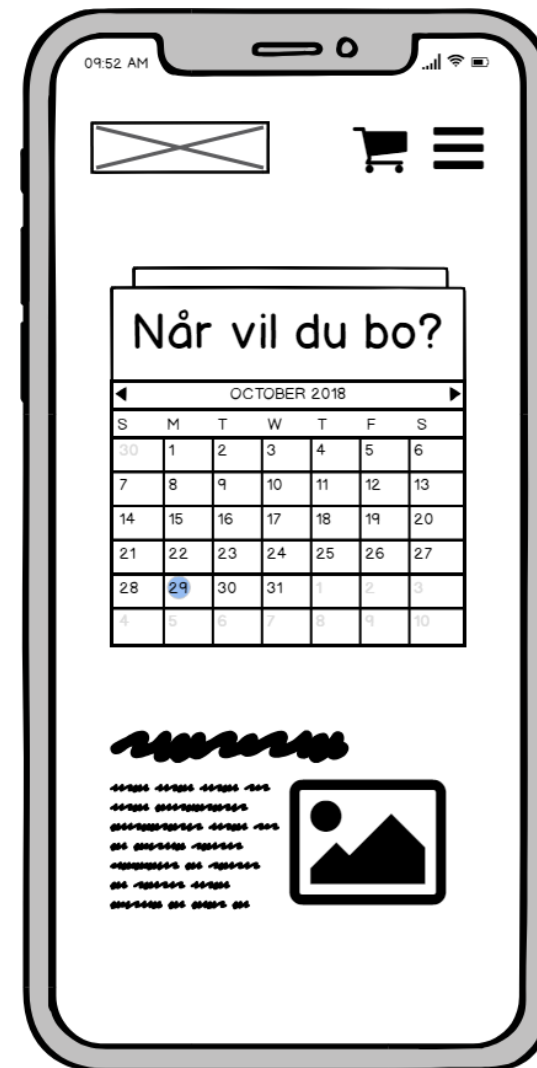 09:52 AM
Når vil du bo?
OCTOBER 2018
S M T W T F S
30 1 2 3 4 5 6
7 8 9 10 11 12 13
14 15 16 17 18 19 20
21 22 23 24 25 26 27
28 29 30 31 1 2 3
4 5 6 7 8 9 10